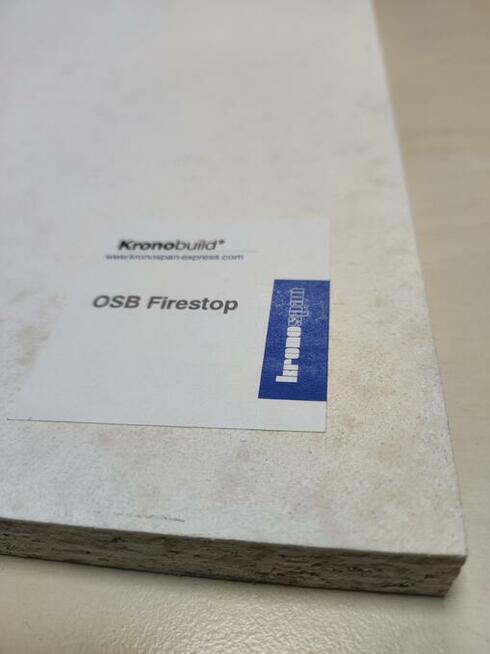 Kronobuild®
www.kronospan-express.com
OSB Firestop
kronospan